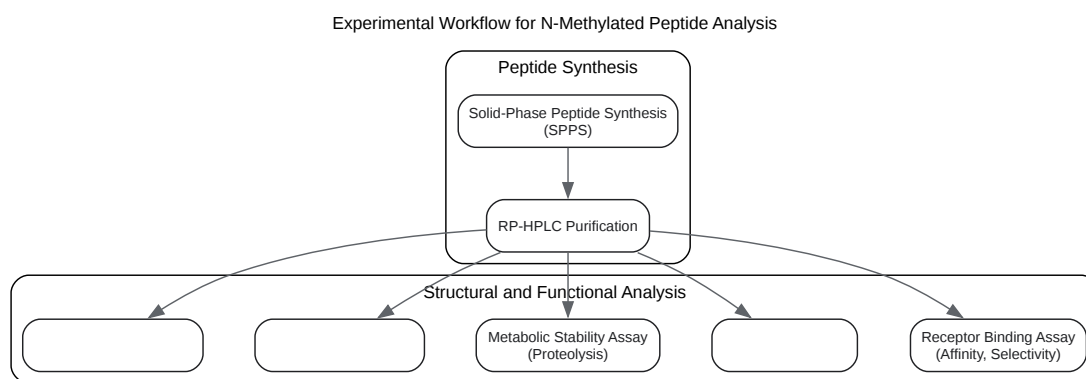 Experimental Workflow for N-Methylated Peptide Analysis
Peptide Synthesis
Solid-Phase Peptide Synthesis
(SPPS)
RP-HPLC Purification
Structural and Functional Analysis
Metabolic Stability Assay
(Proteolysis)
Receptor Binding Assay
(Affinity, Selectivity)